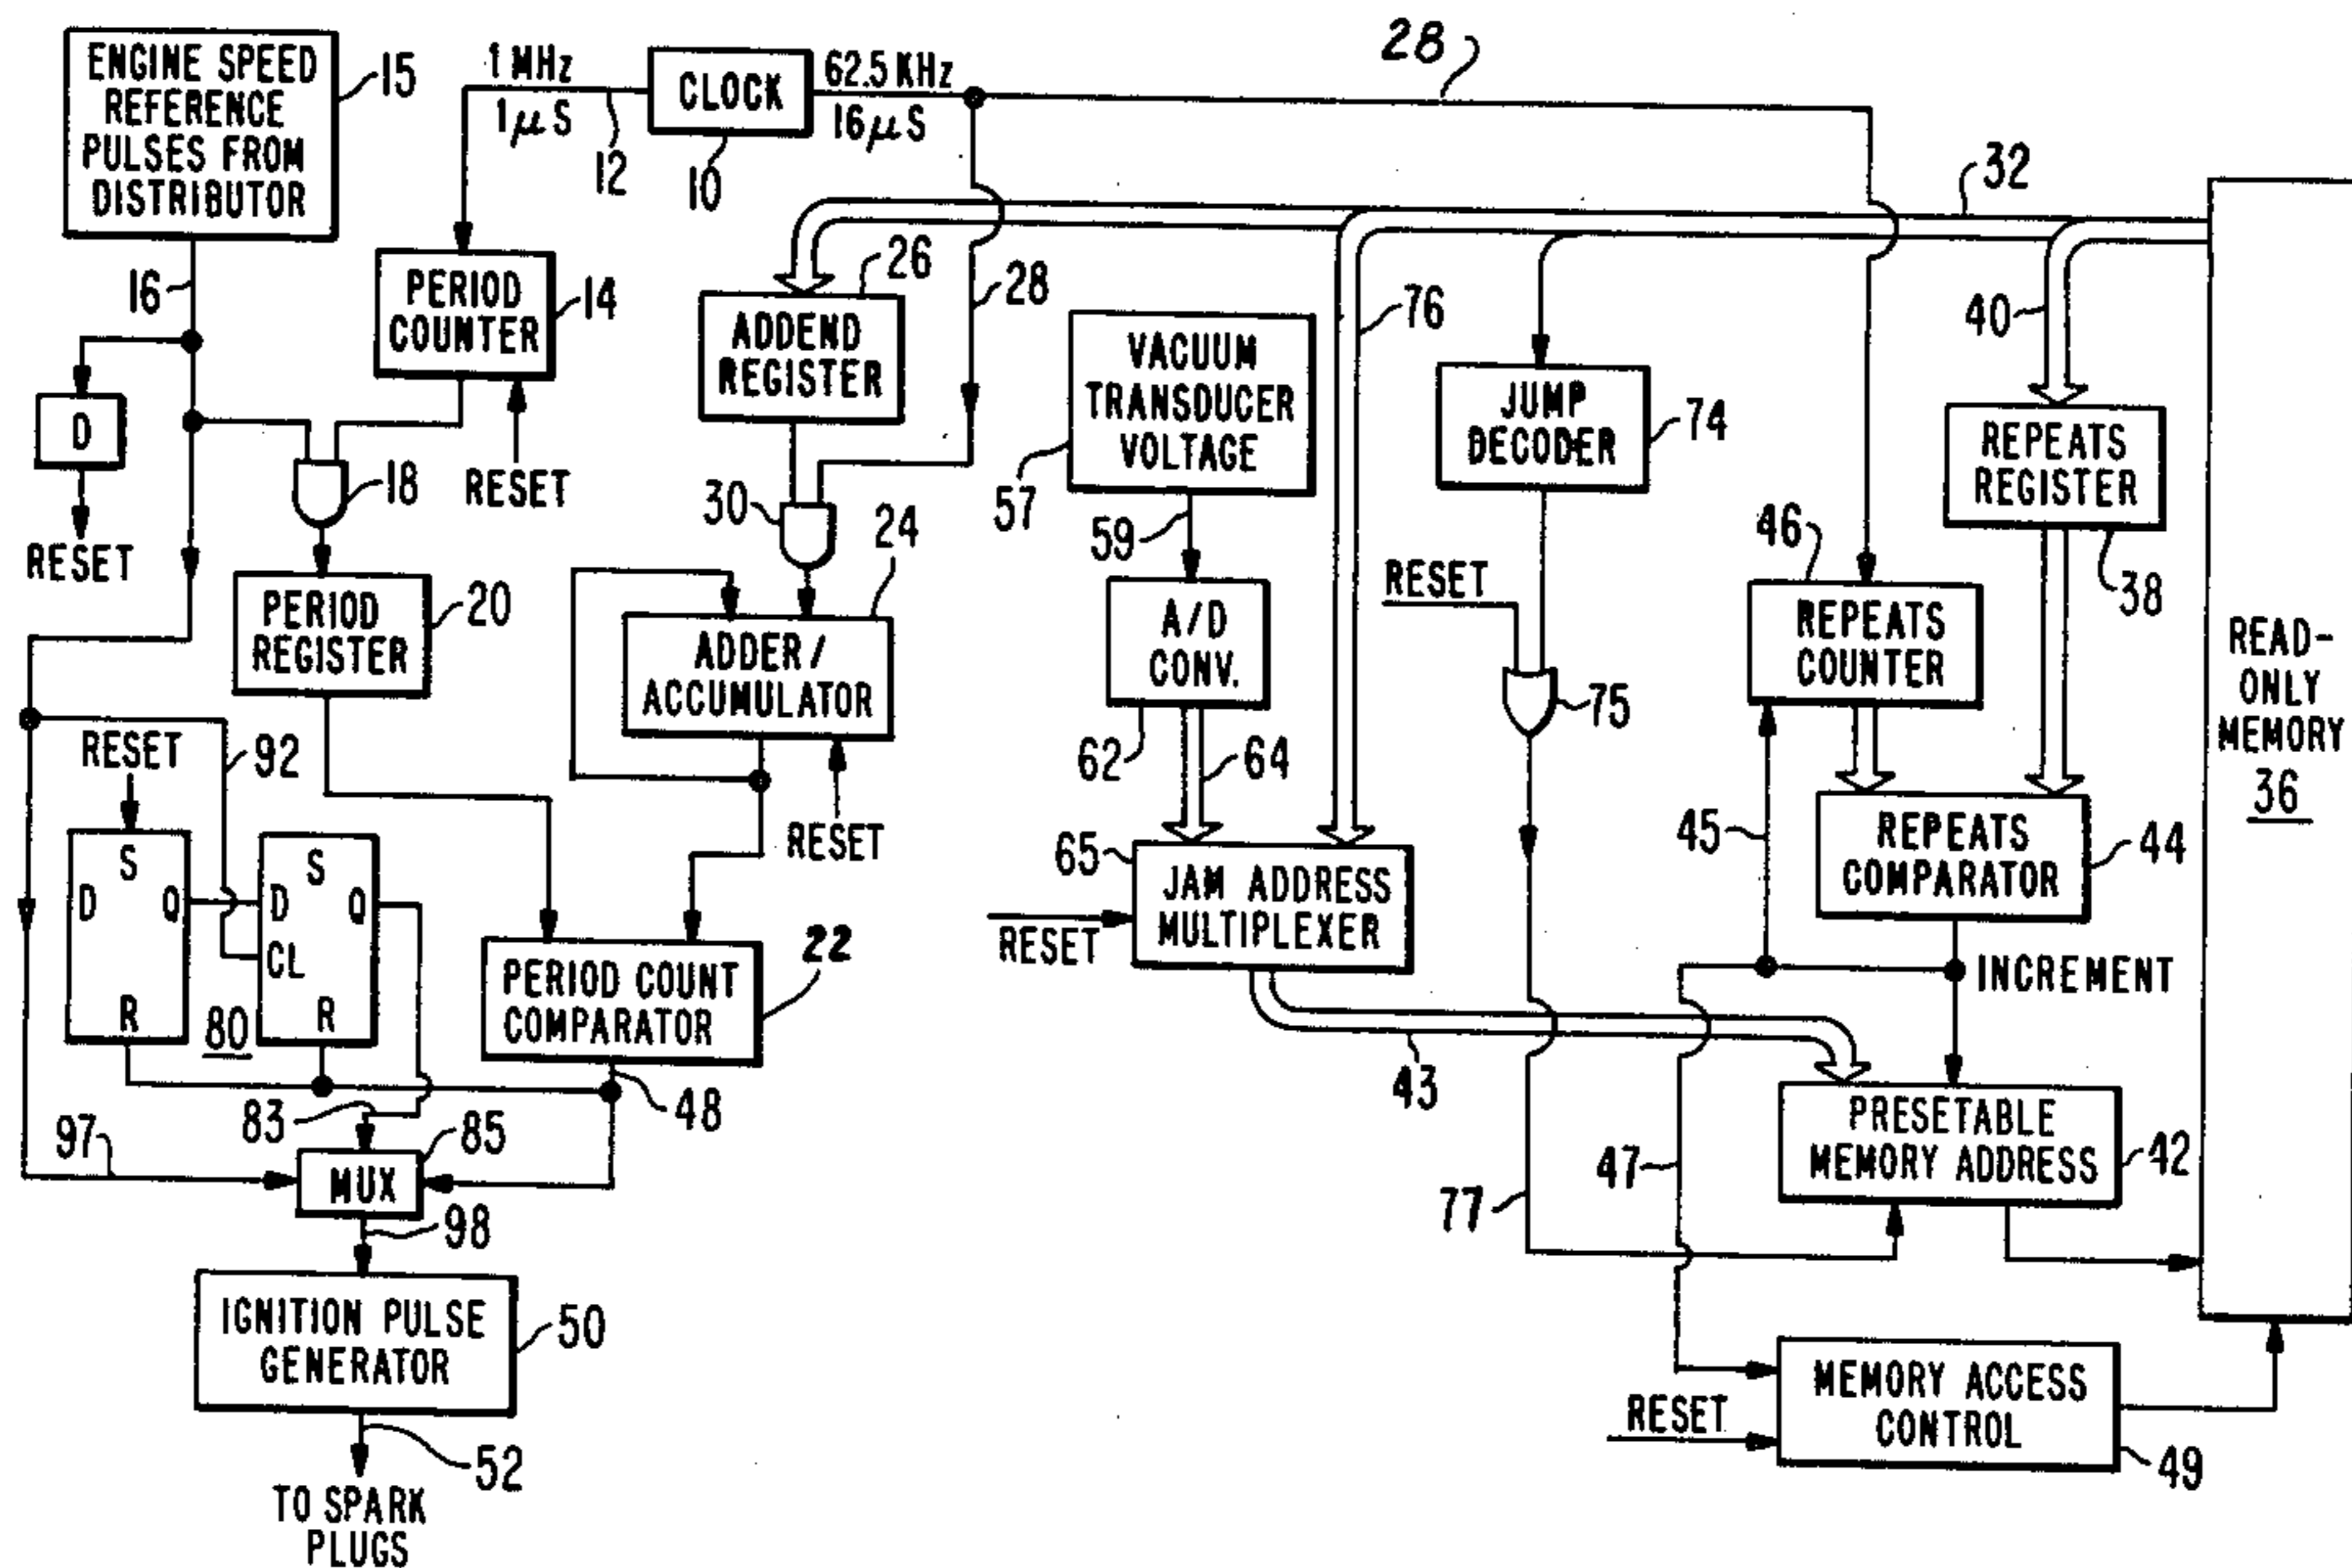 ENGINE SPEED
REFERENCE
PULSES FROM
DISTRIBUTOR
15
16
D
RESET
1 MHz
1μS
12
CLOCK
10
62.5 KHz
16μS
28
32
PERIOD
COUNTER
14
RESET
18
PERIOD
REGISTER
20
ADDEND
REGISTER
26
28
30
24
ADDER/
ACCUMULATOR
RESET
VACUUM
TRANSDUCER
VOLTAGE
57
59
A/D
CONV.
62
64
76
JUMP
DECODER
74
RESET
75
40
REPEATS
REGISTER
38
46
REPEATS
COUNTER
READ-
ONLY
MEMORY
36
45
REPEATS
COMPARATOR
44
INCREMENT
65
JAM ADDRESS
MULTIPLEXER
RESET
43
PRESETABLE
MEMORY ADDRESS
42
47
77
MEMORY ACCESS
CONTROL
49
RESET
RESET
92
S
D
Q
R
80
S
D
Q
CL
R
PERIOD COUNT
COMPARATOR
22
48
83
85
97
MUX
98
IGNITION PULSE
GENERATOR
50
52
TO SPARK
PLUGS